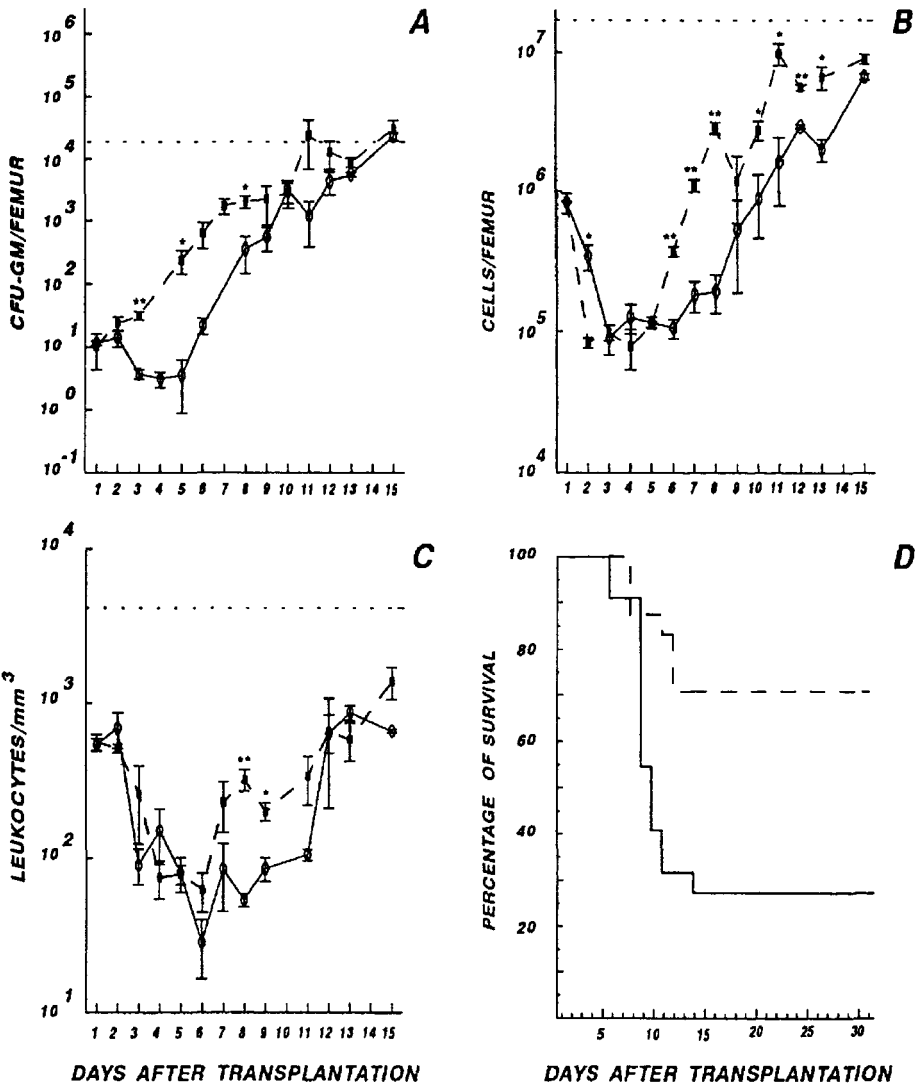 A
CFU-GM/FEMUR
10^6
10^5
10^4
10^3
10^2
10^1
10^0
10^-1
** * *
1 2 3 4 5 6 7 8 9 10 11 12 13 14 15
B
CELLS/FEMUR
10^7
10^6
10^5
10^4
* ** ** ** * * ** *
1 2 3 4 5 6 7 8 9 10 11 12 13 14 15
C
LEUKOCYTES/mm^3
10^4
10^3
10^2
10^1
** *
1 2 3 4 5 6 7 8 9 10 11 12 13 14 15
DAYS AFTER TRANSPLANTATION
D
PERCENTAGE OF SURVIVAL
100
80
60
40
20
5 10 15 20 25 30
DAYS AFTER TRANSPLANTATION